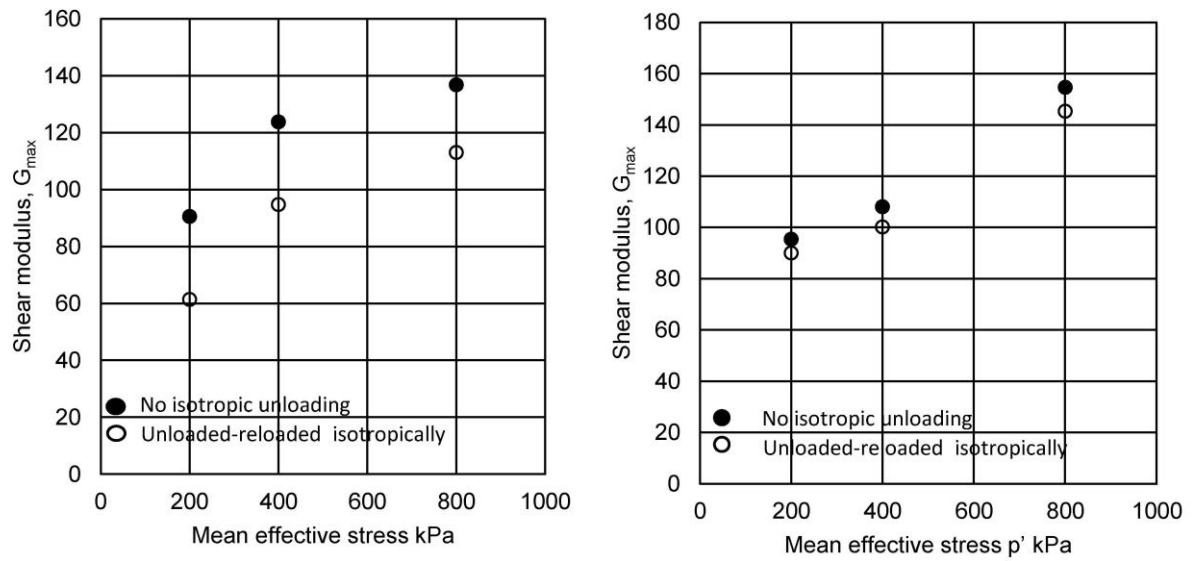 160
140
120
100
80
60
40
20
0
Shear modulus, Gmax
No isotropic unloading
Unloaded-reloaded isotropically
0 200 400 600 800 1000
Mean effective stress kPa
180
160
140
120
100
80
60
40
20
0
Shear modulus, Gmax
No isotropic unloading
Unloaded-reloaded isotropically
0 200 400 600 800 1000
Mean effective stress p' kPa